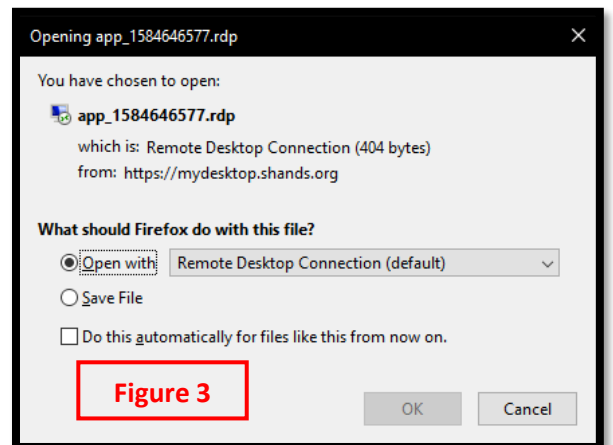 Opening app_1584646577.rdp
You have chosen to open:
app_1584646577.rdp
which is: Remote Desktop Connection (404 bytes)
from: https://mydesktop.shands.org
What should Firefox do with this file?
Open with Remote Desktop Connection (default)
Save File
Do this automatically for files like this from now on.
Figure 3
OK Cancel